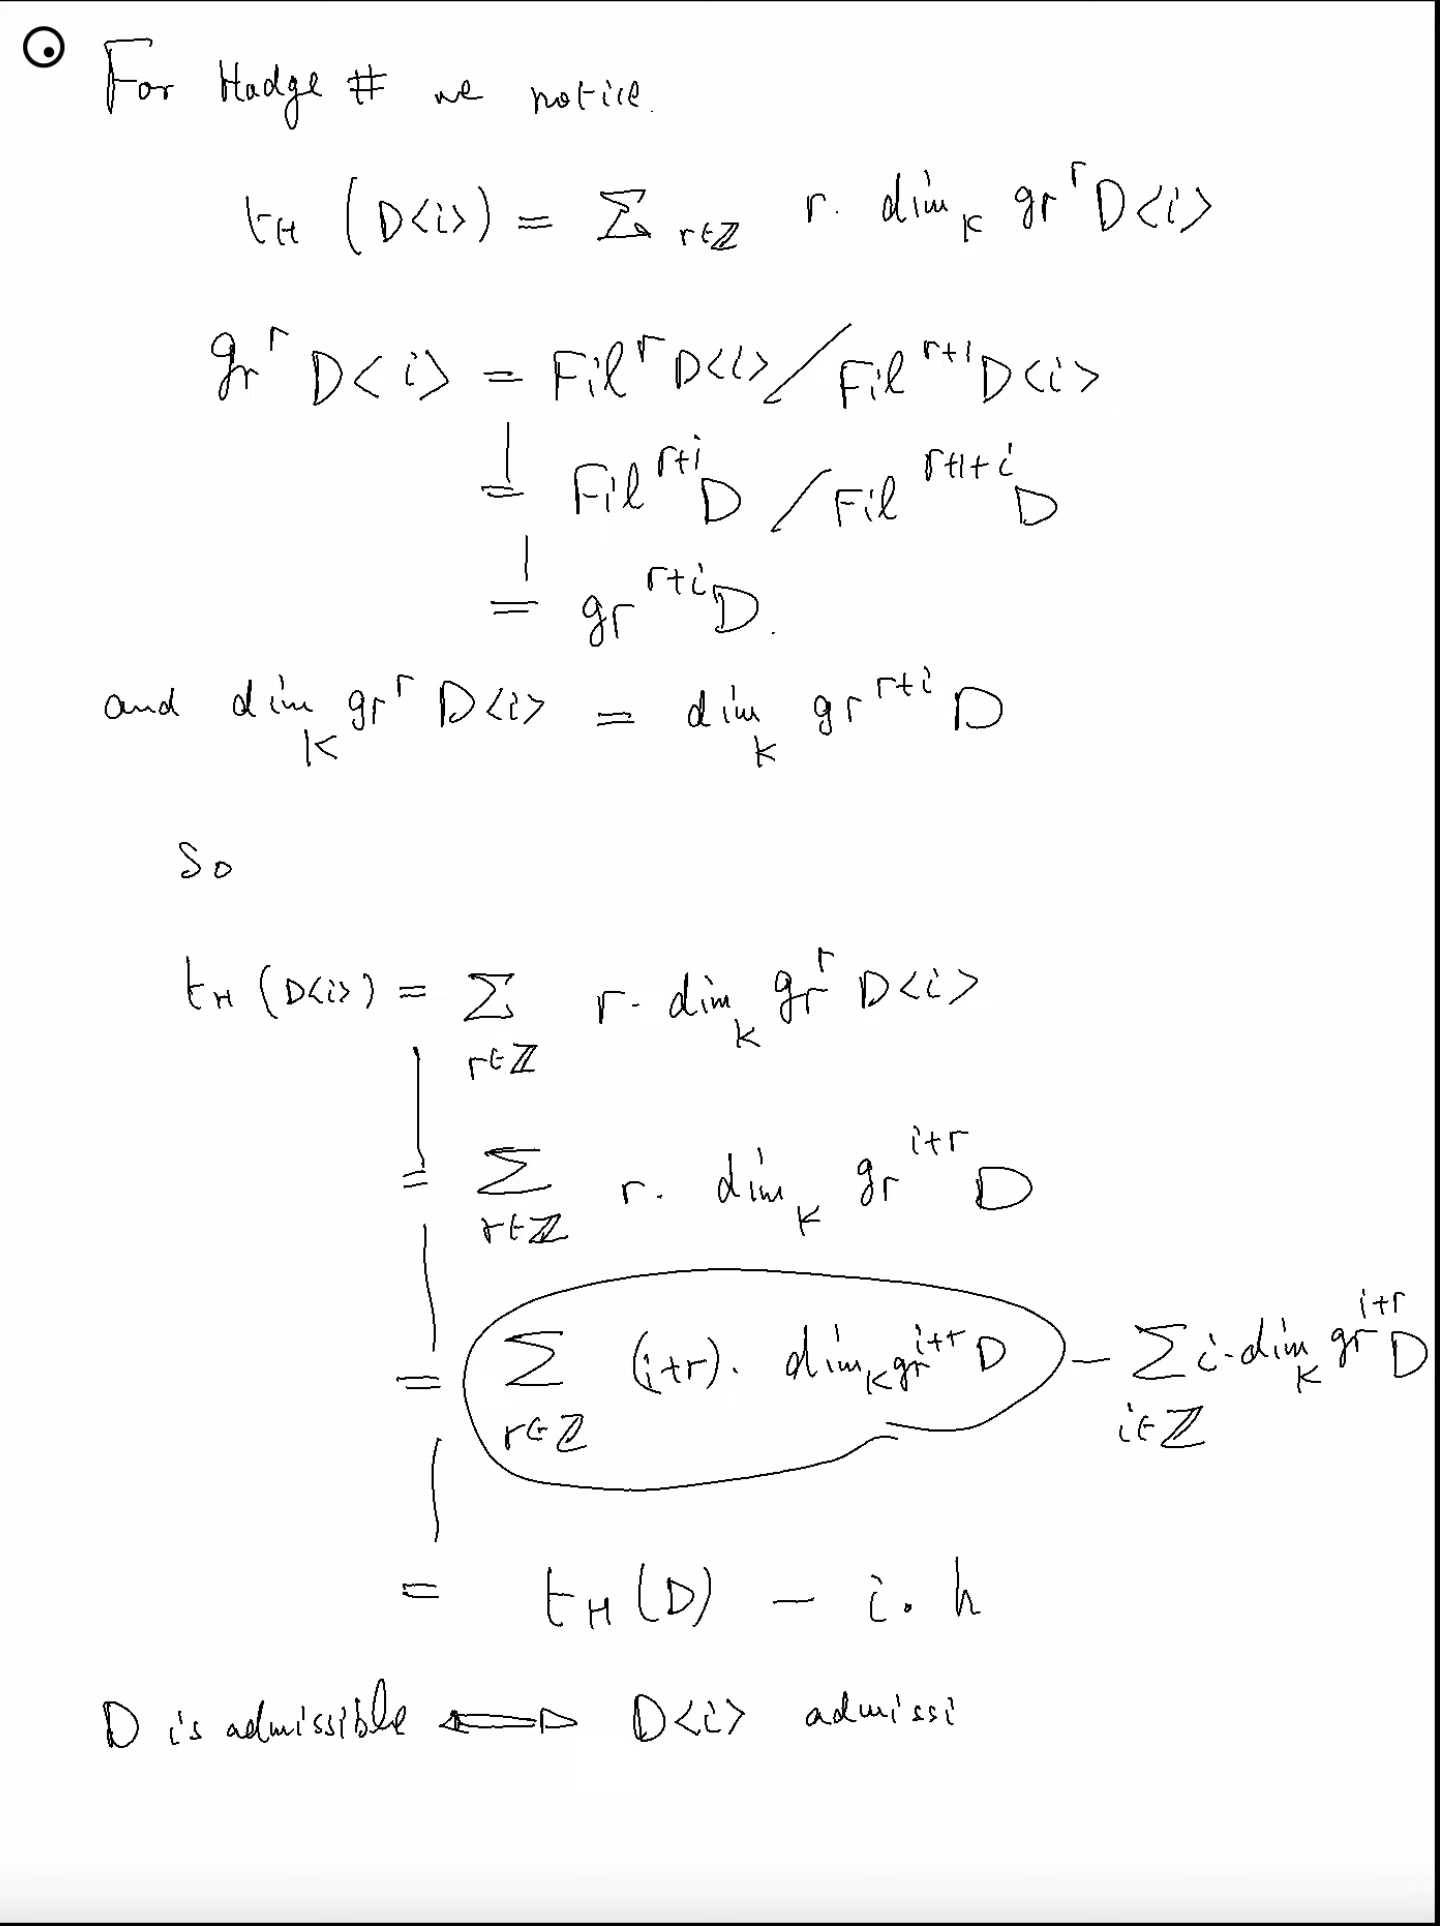 For Hodge # we notice.
t_H (D<i>) = Σ_{r∈ℤ} r. dim_K gr^r D<i>
gr^r D<i> = Fil^r D<i> / Fil^{r+1} D<i>
= Fil^{r+i} D / Fil^{r+1+i} D
= gr^{r+i} D.
and dim_K gr^r D<i> = dim_K gr^{r+i} D
So
t_H (D<i>) = Σ_{r∈ℤ} r. dim_K gr^r D<i>
= Σ_{r∈ℤ} r. dim_K gr^{i+r} D
= Σ_{r∈ℤ} (i+r). dim_K gr^{i+r} D - Σ_{i∈ℤ} i. dim_K gr^{i+r} D
= t_H (D) - i. h
D is admissible ⟺ D<i> admissi